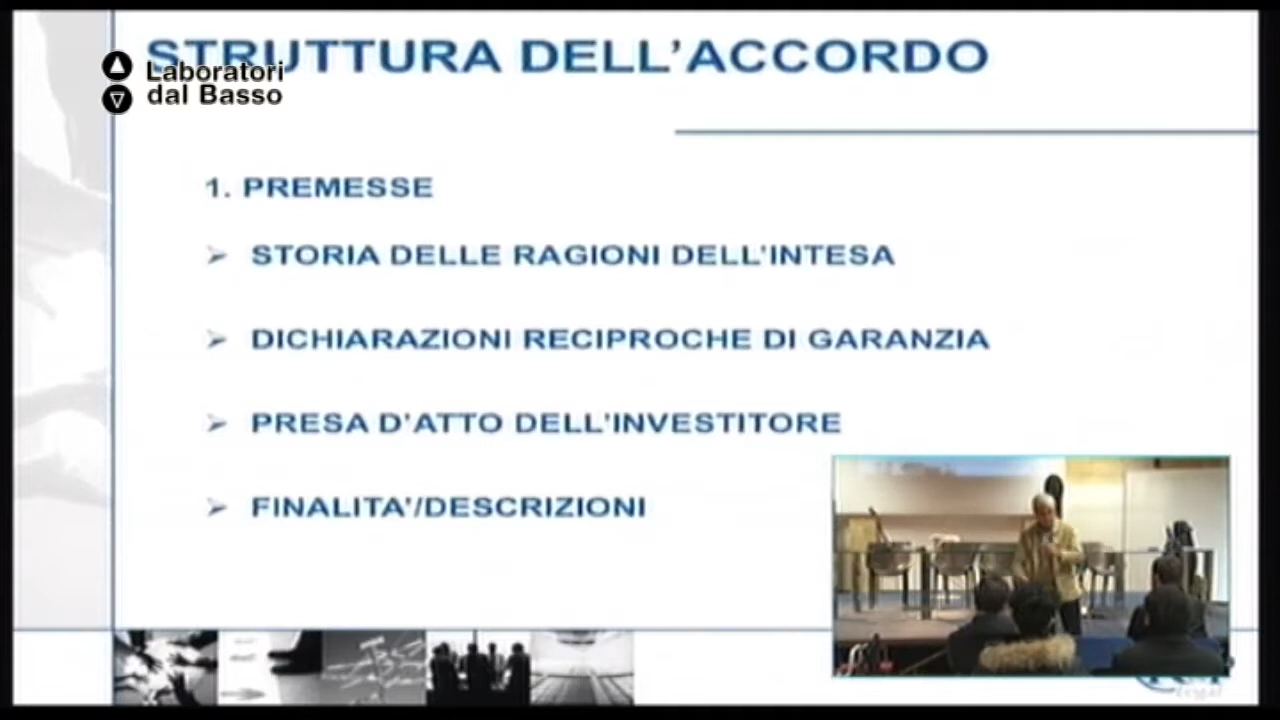 STRUTTURA DELL'ACCORDO
Laboratori
dal Basso
1. PREMESSE
➢ STORIA DELLE RAGIONI DELL'INTESA
➢ DICHIARAZIONI RECIPROCHE DI GARANZIA
➢ PRESA D'ATTO DELL'INVESTITORE
➢ FINALITA'/DESCRIZIONI